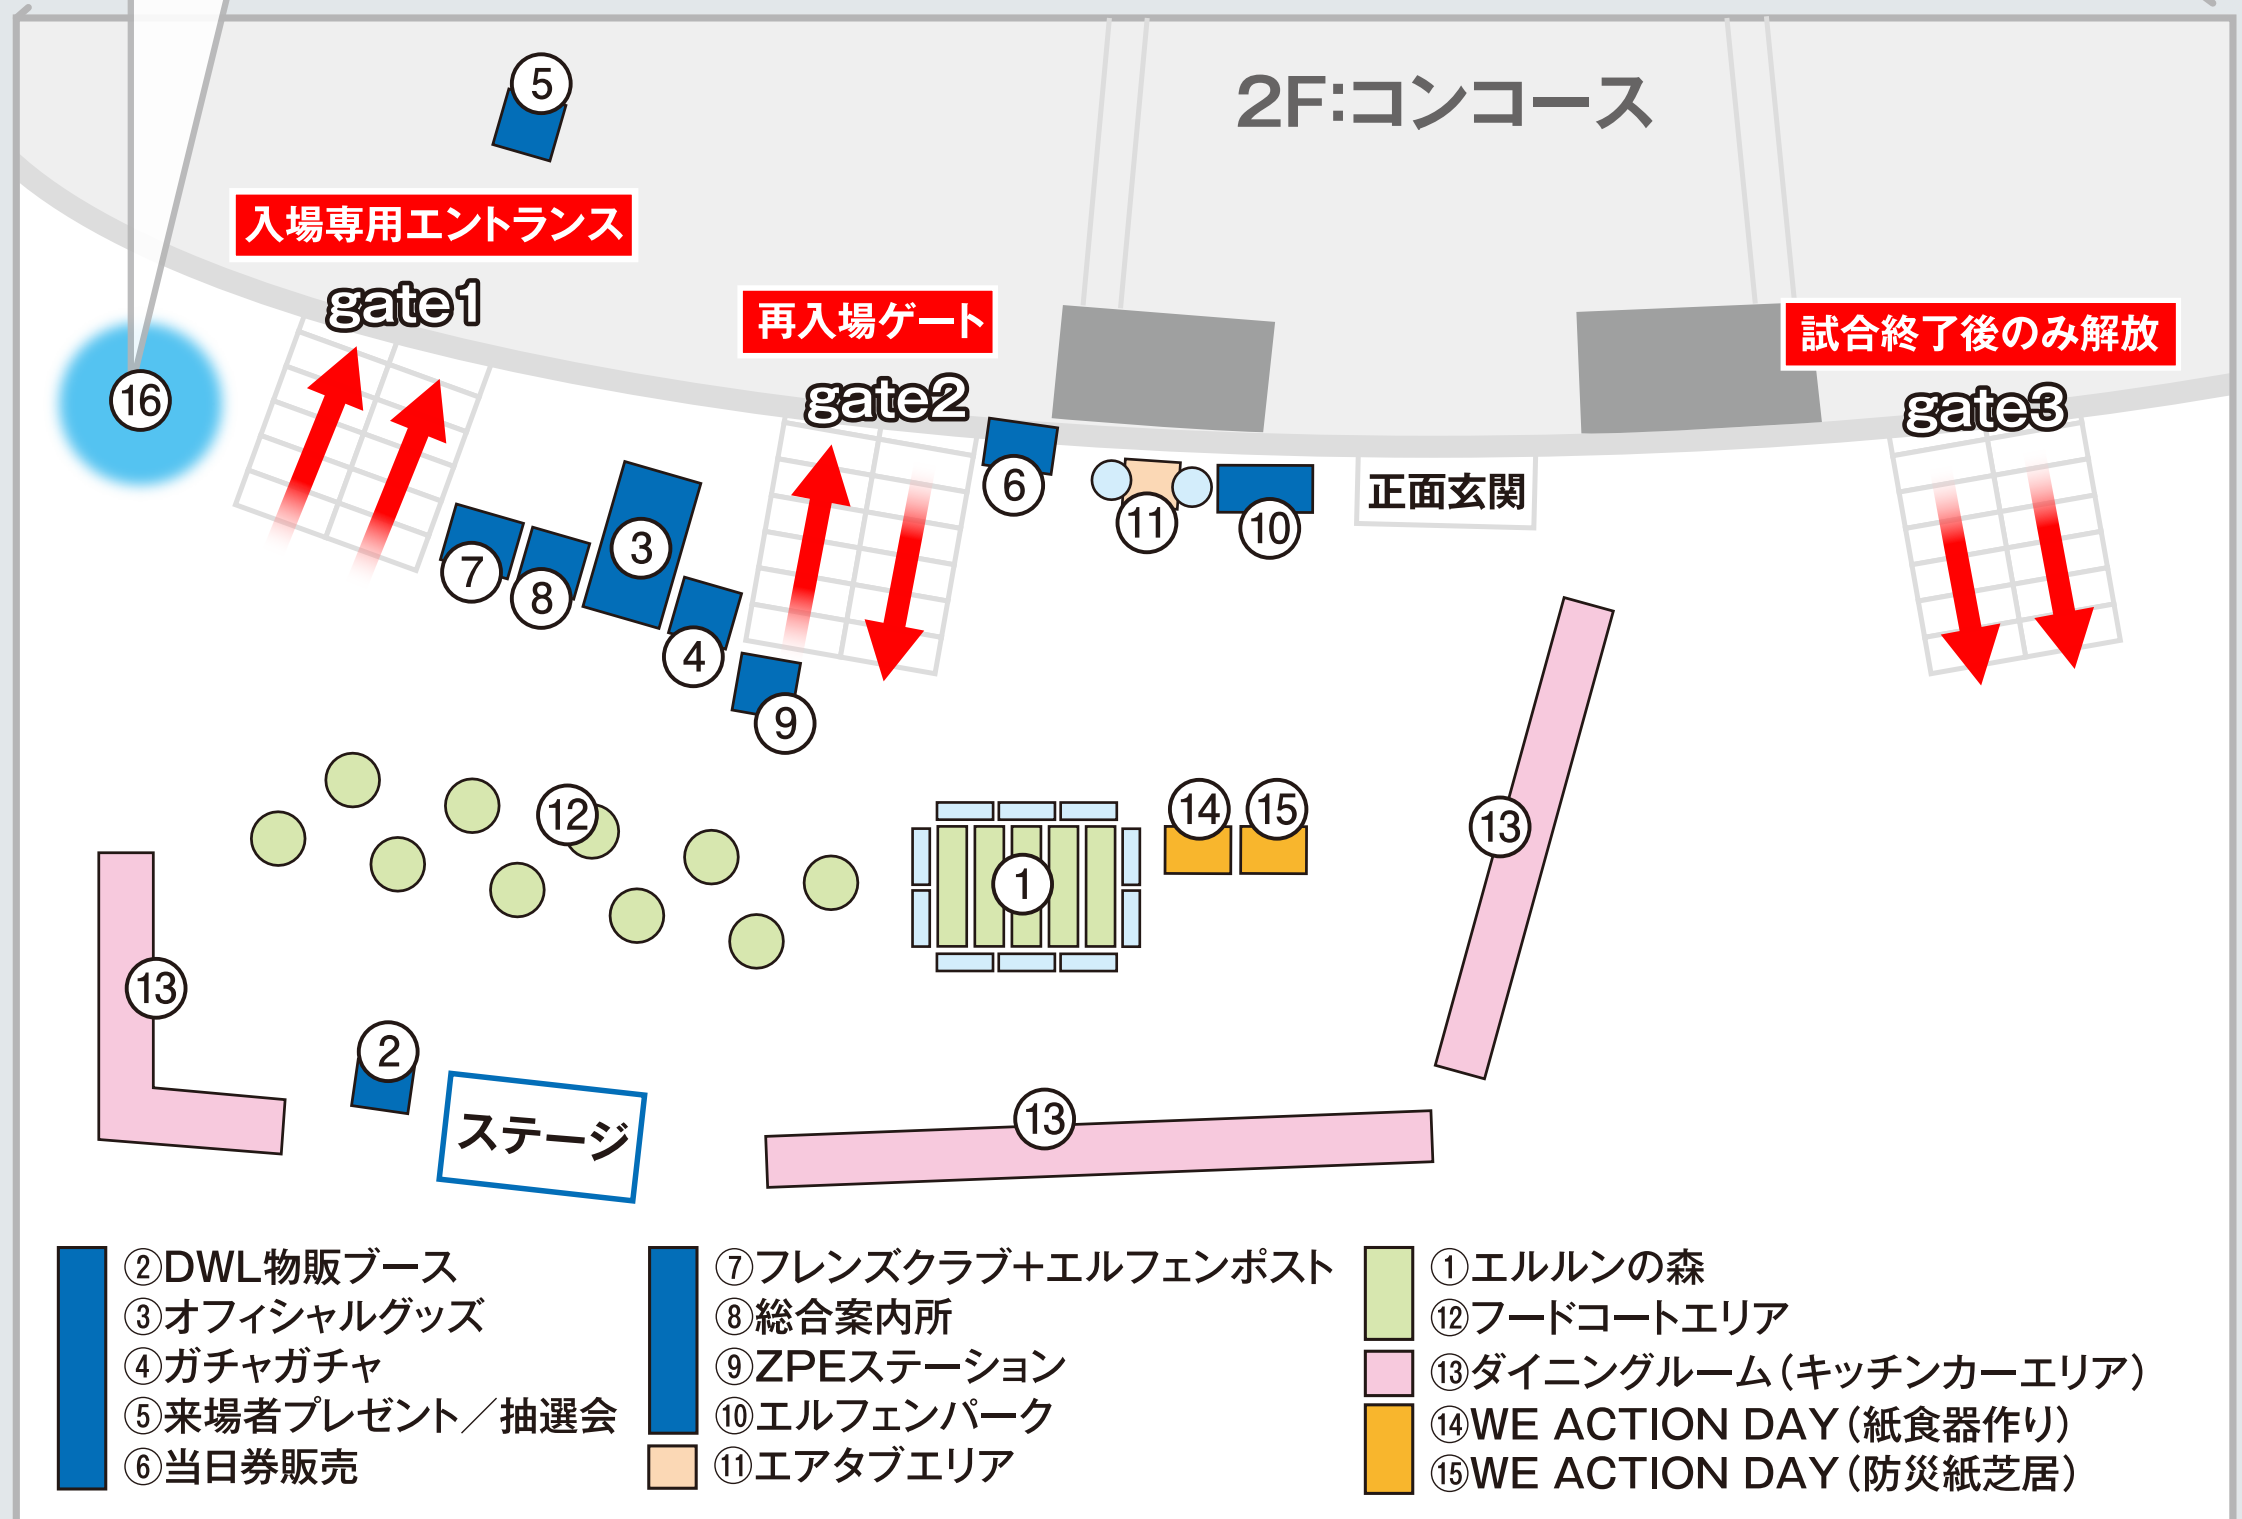 ⑤
2F:コンコース
入場専用エントランス
gate1
再入場ゲート
gate2
試合終了後のみ解放
gate3
⑯
⑥
⑪
⑩
正面玄関
⑦
⑧
③
④
⑨
⑫
①
⑭
⑮
⑬
⑬
②
ステージ
⑬
②DWL物販ブース
③オフィシャルグッズ
④ガチャガチャ
⑤来場者プレゼント／抽選会
⑥当日券販売
⑦フレンズクラブ＋エルフェンポスト
⑧総合案内所
⑨ZPEステーション
⑩エルフェンパーク
⑪エアタブエリア
①エルルンの森
⑫フードコートエリア
⑬ダイニングルーム（キッチンカーエリア）
⑭WE ACTION DAY（紙食器作り）
⑮WE ACTION DAY（防災紙芝居）